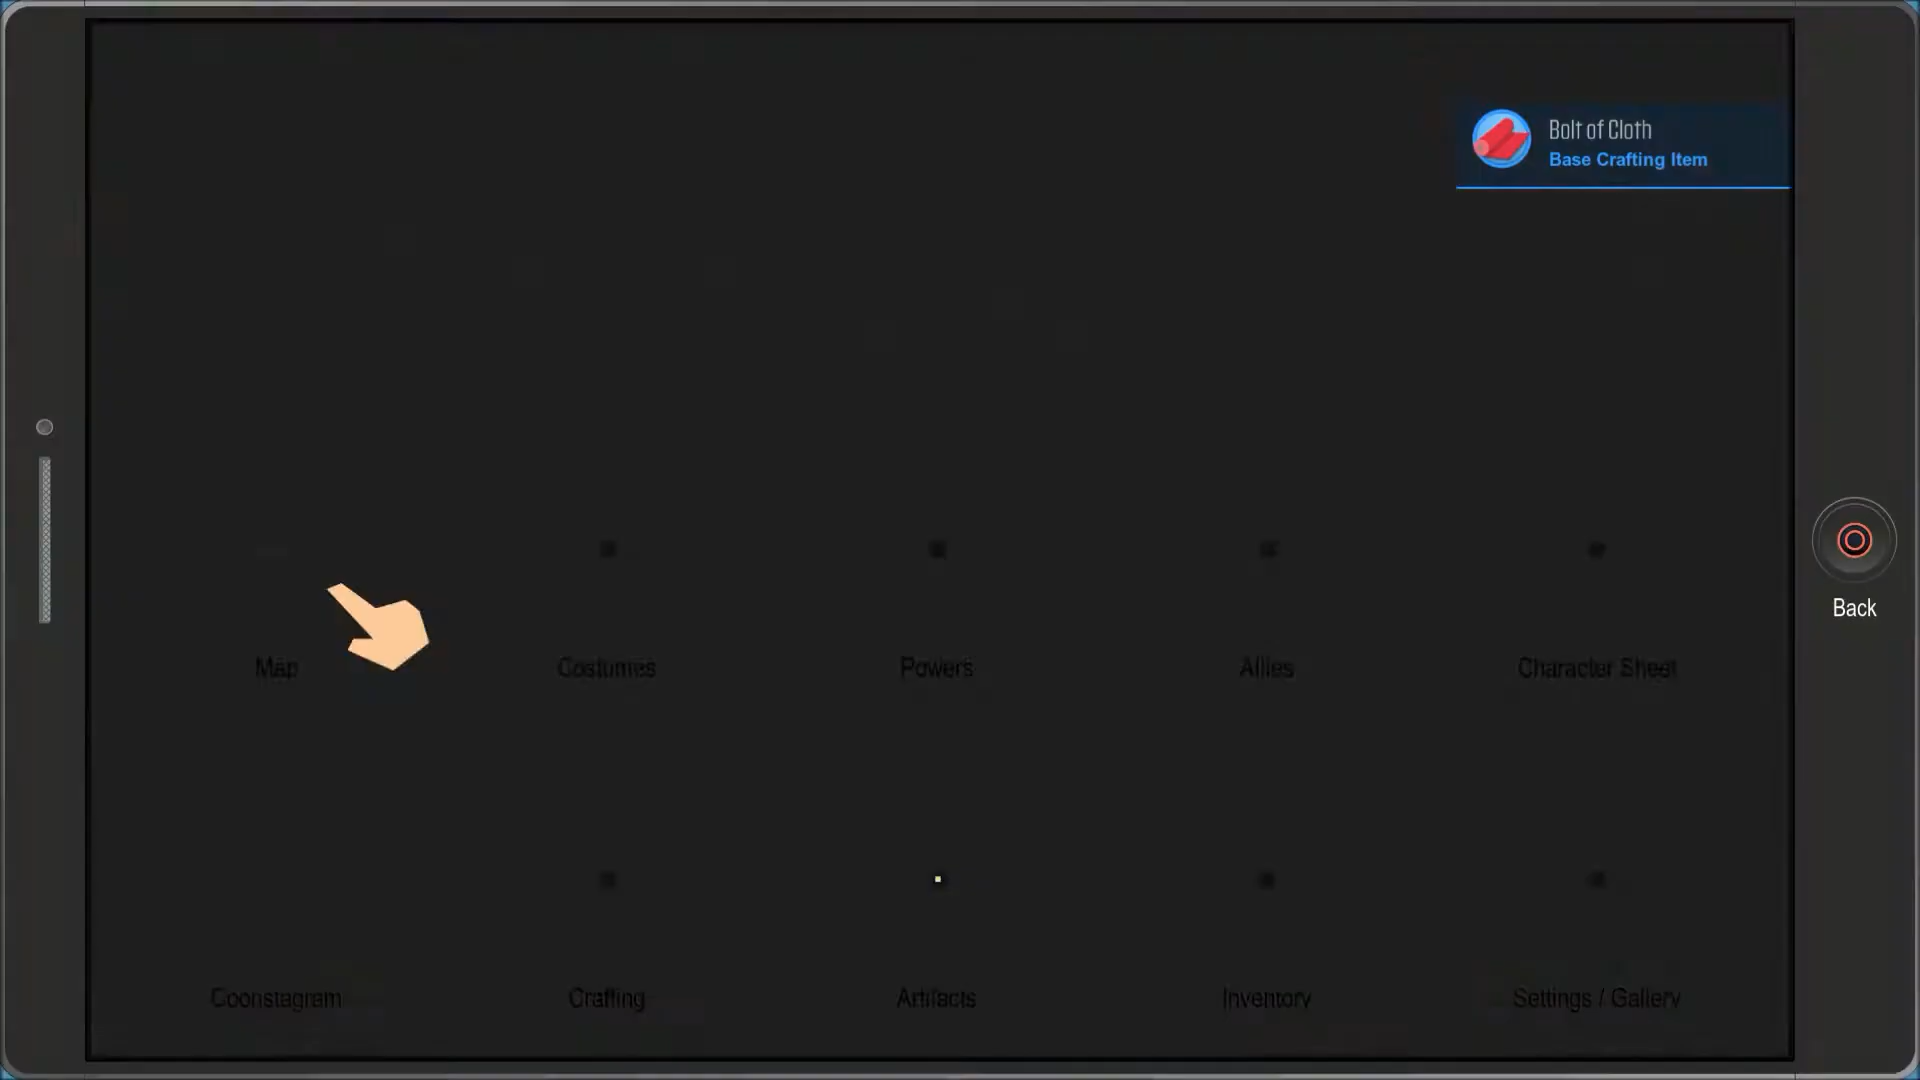 Bolt of Cloth
Base Crafting Item
Back
Map
Costumes
Powers
Allies
Character Sheet
Coonstagram
Crafting
Artifacts
Inventory
Settings / Gallery